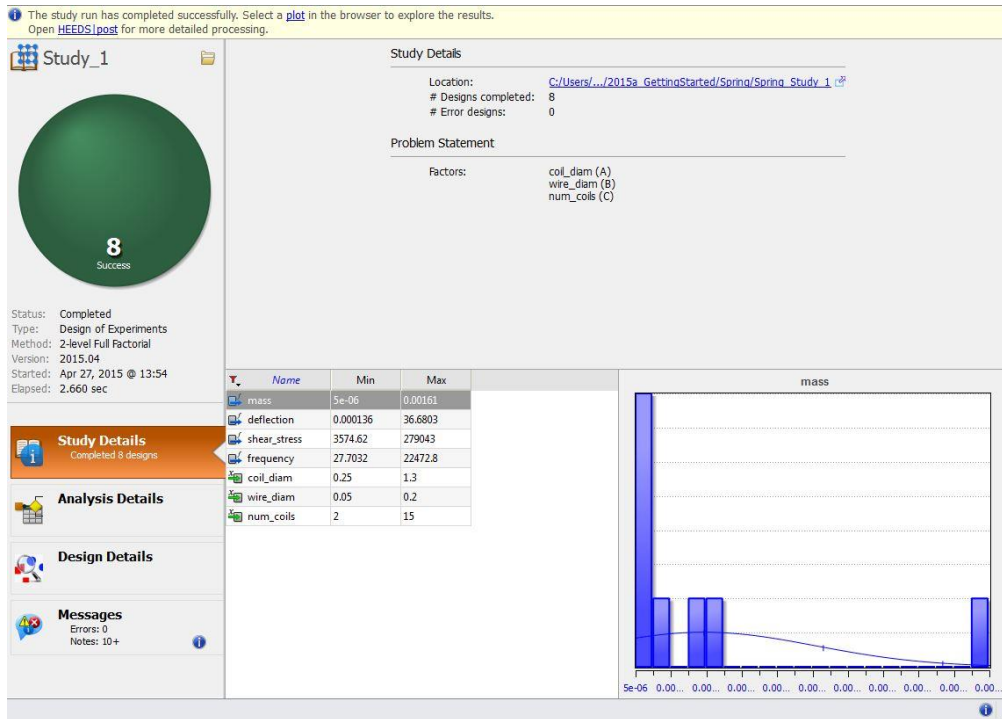 The study run has completed successfully. Select a plot in the browser to explore the results.
Open HEEDS|post for more detailed processing.
Study_1
8
Success
Status: Completed
Type: Design of Experiments
Method: 2-level Full Factorial
Version: 2015.04
Started: Apr 27, 2015 @ 13:54
Elapsed: 2.660 sec
Study Details
Completed 8 designs
Analysis Details
Design Details
Messages
Errors: 0
Notes: 10+
Study Details
Location: C:/Users/.../2015a_GettingStarted/Spring/Spring_Study_1
# Designs completed: 8
# Error designs: 0
Problem Statement
Factors: coil_diam (A)
wire_diam (B)
num_coils (C)
Name Min Max
mass 5e-06 0.00161
deflection 0.000136 36.6803
shear_stress 3574.62 279043
frequency 27.7032 22472.8
coil_diam 0.25 1.3
wire_diam 0.05 0.2
num_coils 2 15
mass
5e-06 0.00... 0.00... 0.00... 0.00... 0.00... 0.00... 0.00... 0.00... 0.00... 0.00...